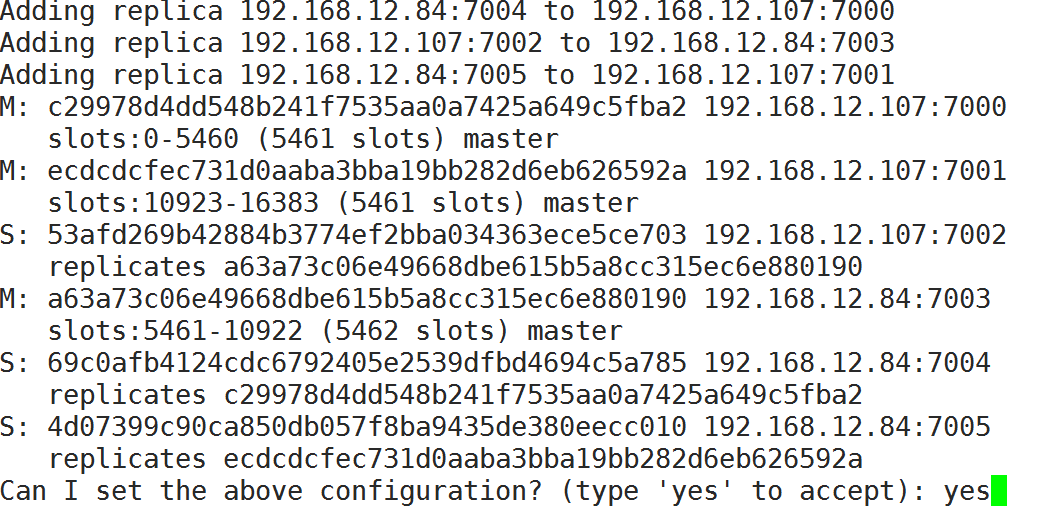 Adding replica 192.168.12.84:7004 to 192.168.12.107:7000
Adding replica 192.168.12.107:7002 to 192.168.12.84:7003
Adding replica 192.168.12.84:7005 to 192.168.12.107:7001
M: c29978d4dd548b241f7535aa0a7425a649c5fba2 192.168.12.107:7000
   slots:0-5460 (5461 slots) master
M: ecdcdcfec731d0aaba3bba19bb282d6eb626592a 192.168.12.107:7001
   slots:10923-16383 (5461 slots) master
S: 53afd269b42884b3774ef2bba034363ece5ce703 192.168.12.107:7002
   replicates a63a73c06e49668dbe615b5a8cc315ec6e880190
M: a63a73c06e49668dbe615b5a8cc315ec6e880190 192.168.12.84:7003
   slots:5461-10922 (5462 slots) master
S: 69c0afb4124cdc6792405e2539dfbd4694c5a785 192.168.12.84:7004
   replicates c29978d4dd548b241f7535aa0a7425a649c5fba2
S: 4d07399c90ca850db057f8ba9435de380eecc010 192.168.12.84:7005
   replicates ecdcdcfec731d0aaba3bba19bb282d6eb626592a
Can I set the above configuration? (type 'yes' to accept): yes